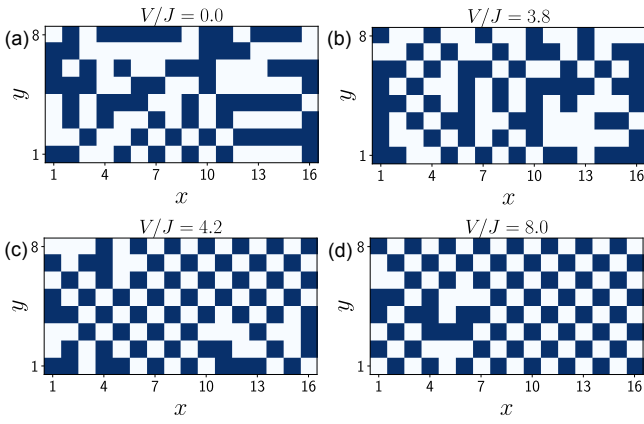 V/J = 0.0
(a)
8
y
1
1 4 7 10 13 16
x
V/J = 3.8
(b)
8
y
1
1 4 7 10 13 16
x
V/J = 4.2
(c)
8
y
1
1 4 7 10 13 16
x
V/J = 8.0
(d)
8
y
1
1 4 7 10 13 16
x